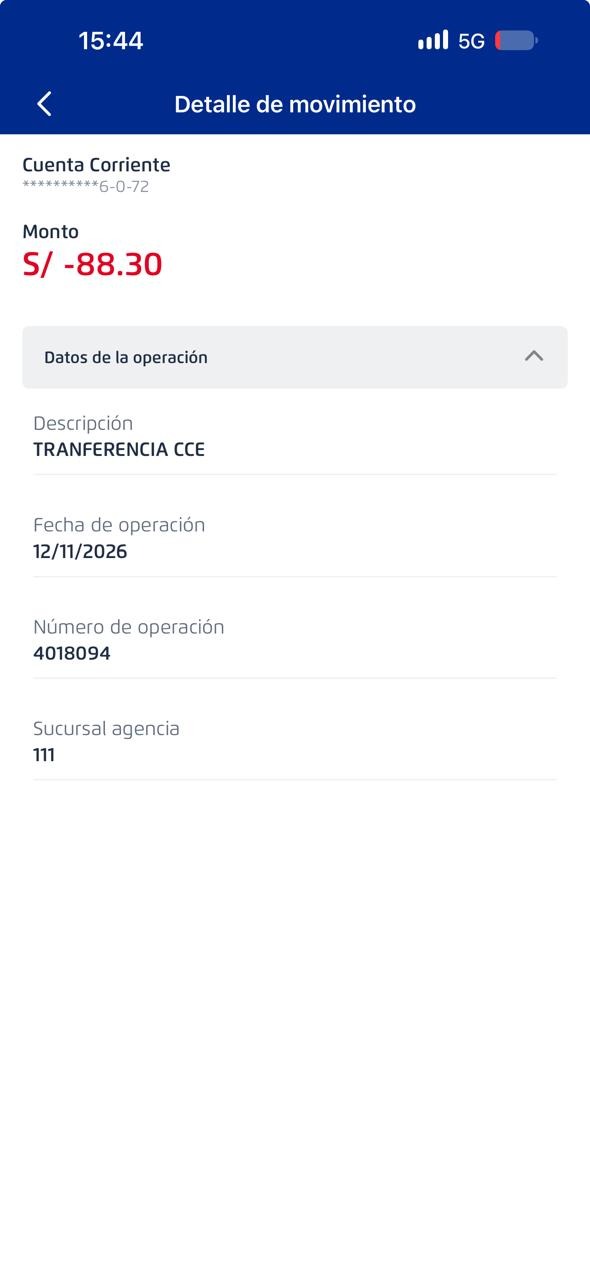 15:44 5G
Detalle de movimiento
Cuenta Corriente
**********6-0-72
Monto
S/ -88.30
Datos de la operación
Descripción
TRANFERENCIA CCE
Fecha de operación
12/11/2026
Número de operación
4018094
Sucursal agencia
111